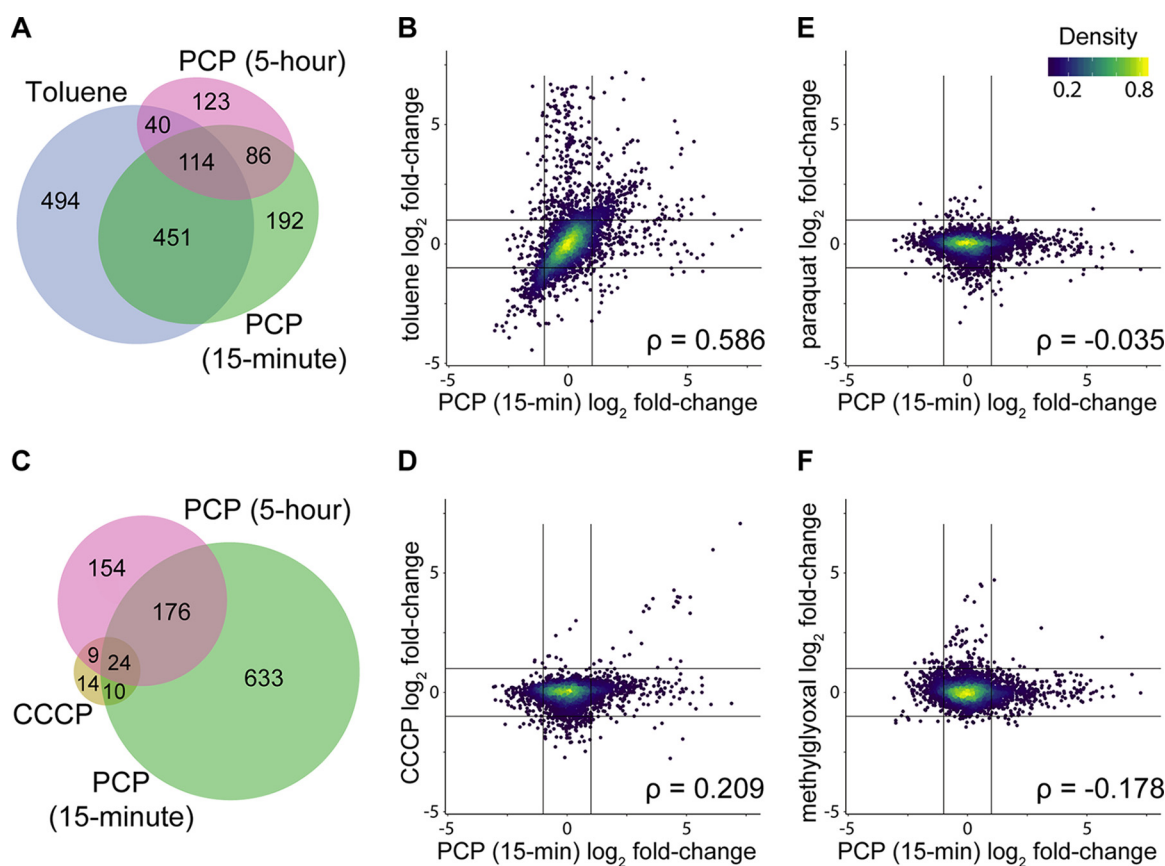 A
PCP (5-hour)
Toluene
123
40
114
86
494
451
192
PCP
(15-minute)
B
toluene log2 fold-change
5
0
-5
-5
0
5
ρ = 0.586
PCP (15-min) log2 fold-change
E
Density
0.2
0.8
paraquat log2 fold-change
5
0
-5
-5
0
5
ρ = -0.035
PCP (15-min) log2 fold-change
C
PCP (5-hour)
154
176
9
24
14
10
633
CCCP
PCP
(15-minute)
D
CCCP log2 fold-change
5
0
-5
-5
0
5
ρ = 0.209
PCP (15-min) log2 fold-change
F
methylglyoxal log2 fold-change
5
0
-5
-5
0
5
ρ = -0.178
PCP (15-min) log2 fold-change